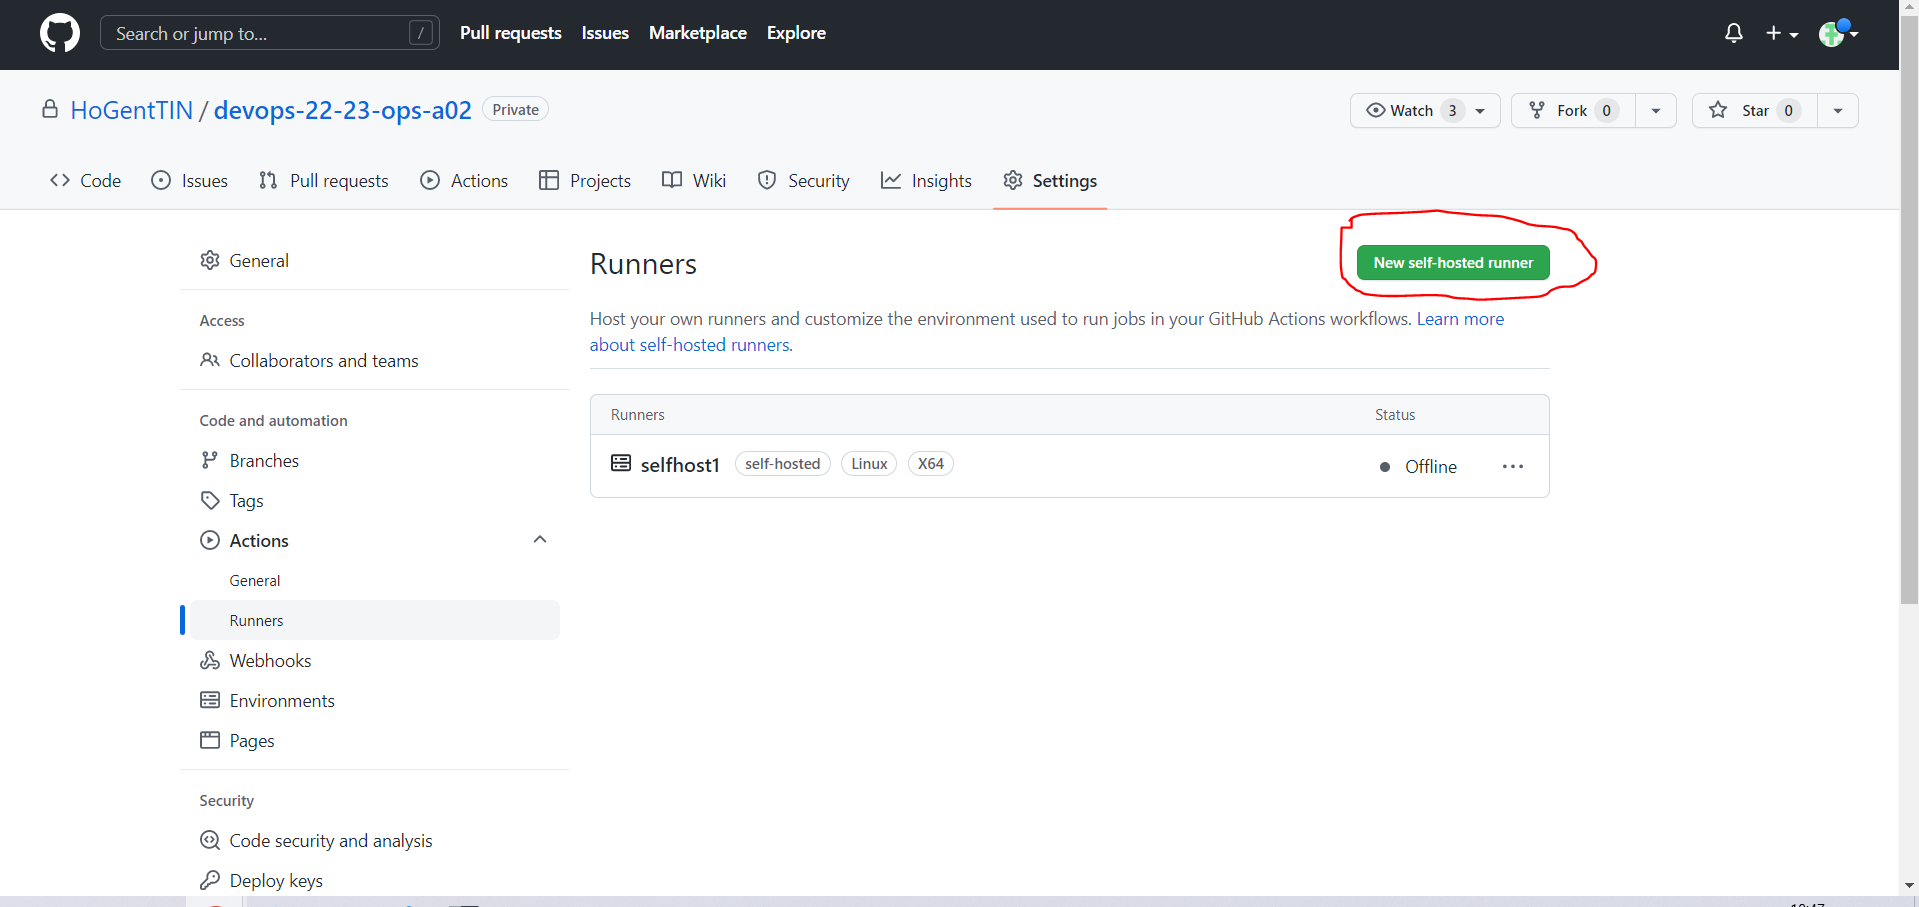 Search or jump to... /
Pull requests Issues Marketplace Explore
HoGentTIN / devops-22-23-ops-a02 Private
Watch 3 Fork 0 Star 0
Code Issues Pull requests Actions Projects Wiki Security Insights Settings
General
Access
Collaborators and teams
Code and automation
Branches
Tags
Actions
General
Runners
Webhooks
Environments
Pages
Security
Code security and analysis
Deploy keys
Runners
New self-hosted runner
Host your own runners and customize the environment used to run jobs in your GitHub Actions workflows. Learn more
about self-hosted runners.
Runners Status
selfhost1 self-hosted Linux X64 Offline